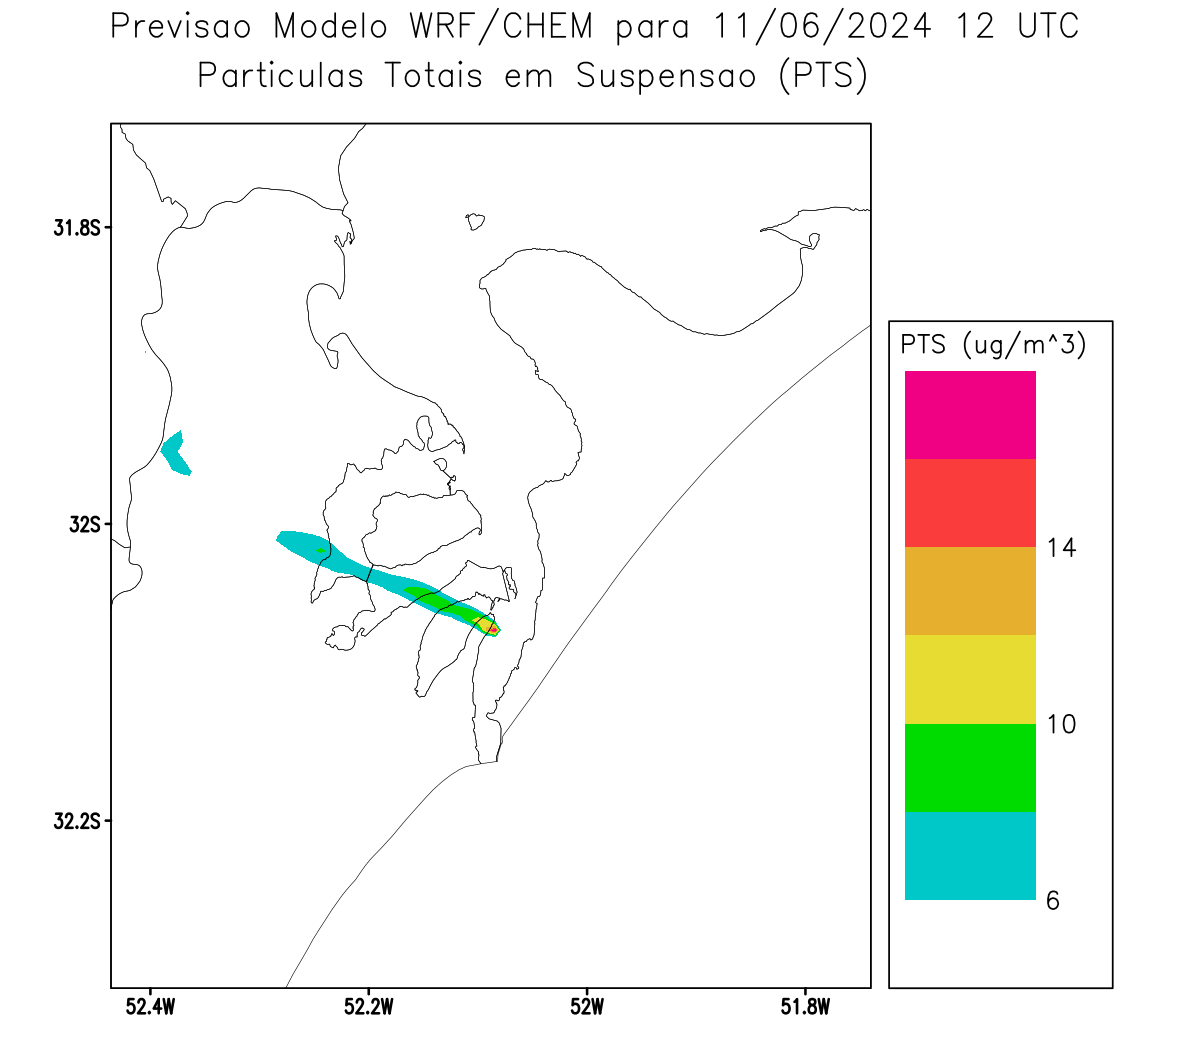 Previsao Modelo WRF/CHEM para 11/06/2024 12 UTC
Particulas Totais em Suspensao (PTS)
31.8S
32S
32.2S
52.4W
52.2W
52W
51.8W
PTS (ug/m^3)
14
10
6